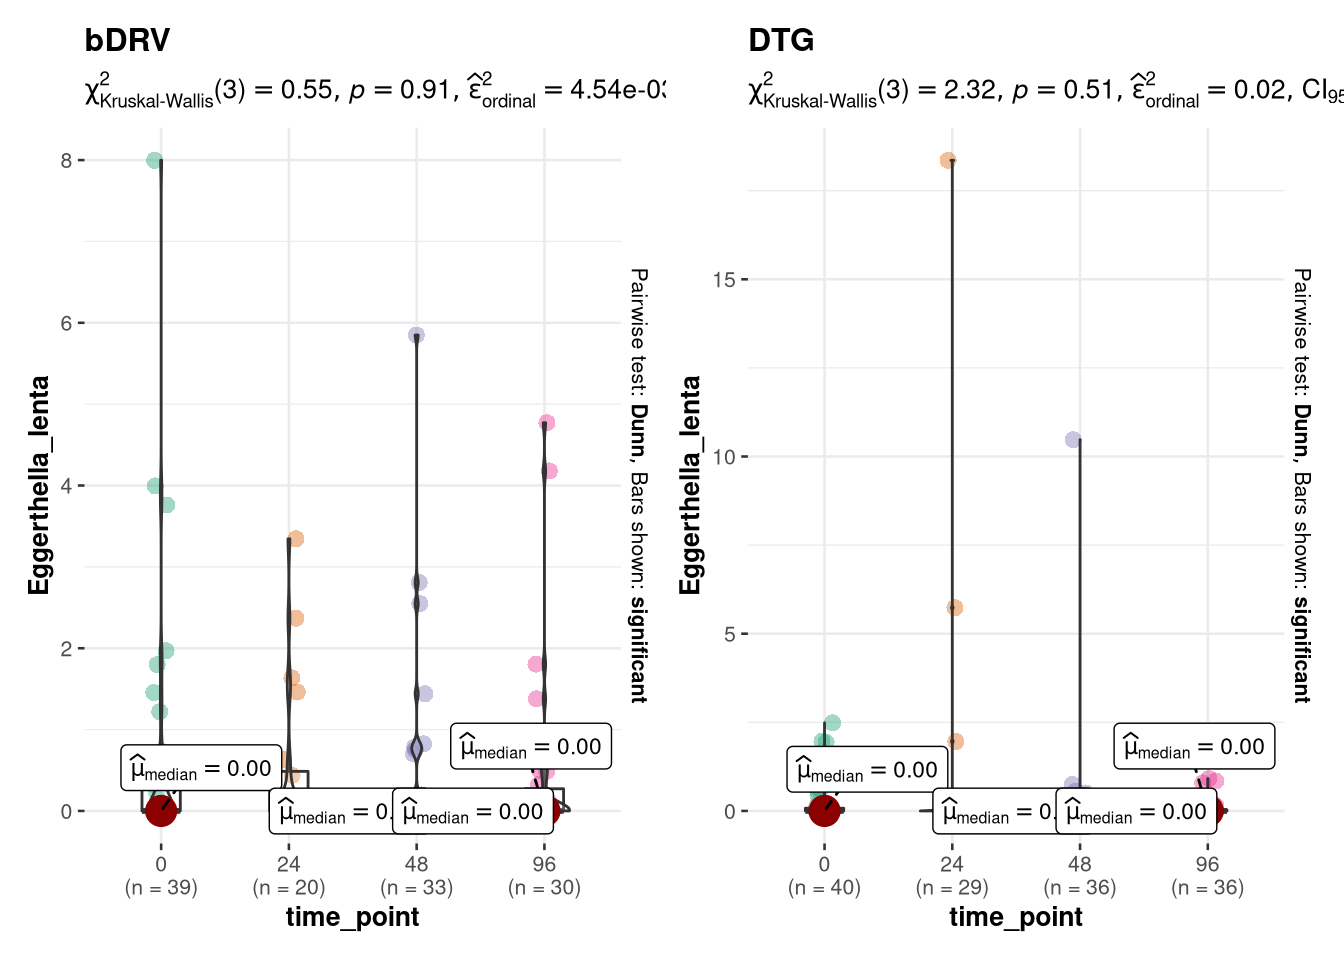 bDRV
χ²Kruskal-Wallis(3) = 0.55, p = 0.91, ε̂²ordinal = 4.54e-03
8
6
4
2
0
Eggerthella_lenta
μ̂median = 0.00
μ̂median = 0.
μ̂median = 0.00
μ̂median = 0.00
0
(n = 39)
24
(n = 20)
48
(n = 33)
96
(n = 30)
time_point
Pairwise test: Dunn, Bars shown: significant
DTG
χ²Kruskal-Wallis(3) = 2.32, p = 0.51, ε̂²ordinal = 0.02, CI95
15
10
5
0
Eggerthella_lenta
μ̂median = 0.00
μ̂median = 0.
μ̂median = 0.00
μ̂median = 0.00
0
(n = 40)
24
(n = 29)
48
(n = 36)
96
(n = 36)
time_point
Pairwise test: Dunn, Bars shown: significant